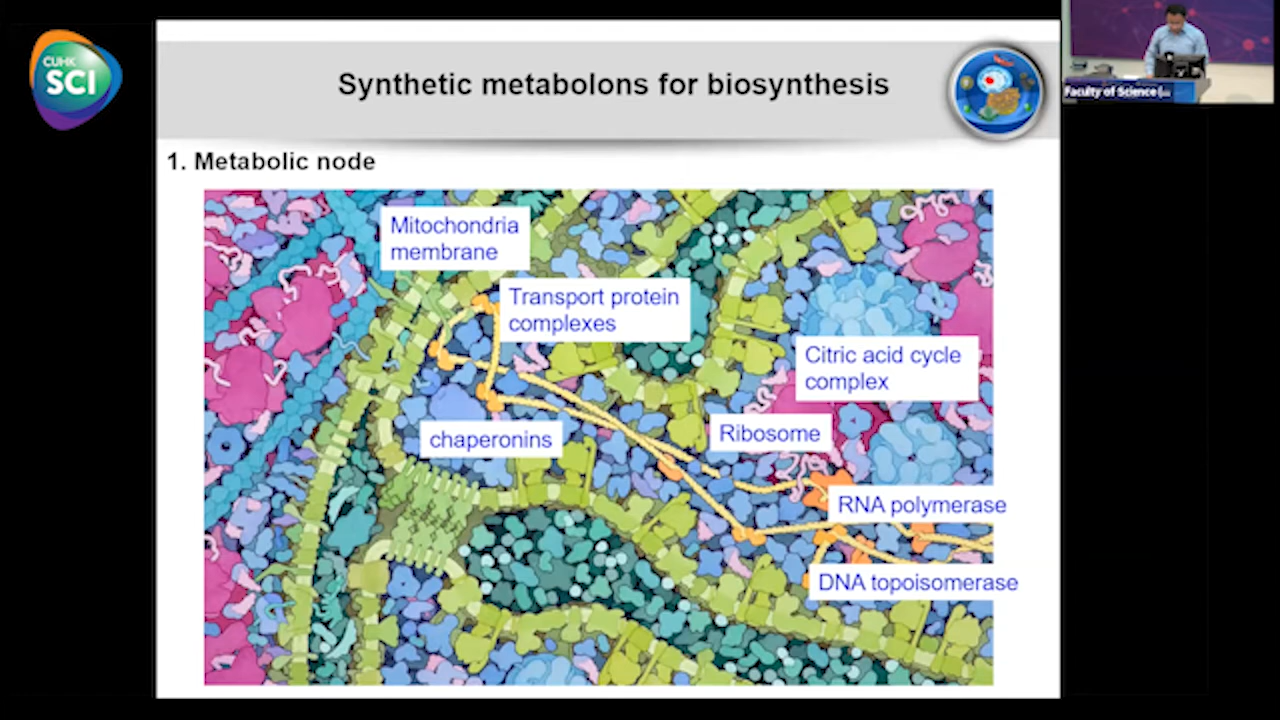 CUHK
SCI
Synthetic metabolons for biosynthesis
Faculty of Science (...
1. Metabolic node
Mitochondria
membrane
Transport protein
complexes
Citric acid cycle
complex
chaperonins
Ribosome
RNA polymerase
DNA topoisomerase